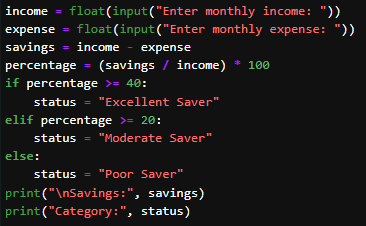 income = float(input("Enter monthly income: "))
expense = float(input("Enter monthly expense: "))
savings = income - expense
percentage = (savings / income) * 100
if percentage >= 40:
    status = "Excellent Saver"
elif percentage >= 20:
    status = "Moderate Saver"
else:
    status = "Poor Saver"
print("\nSavings:", savings)
print("Category:", status)